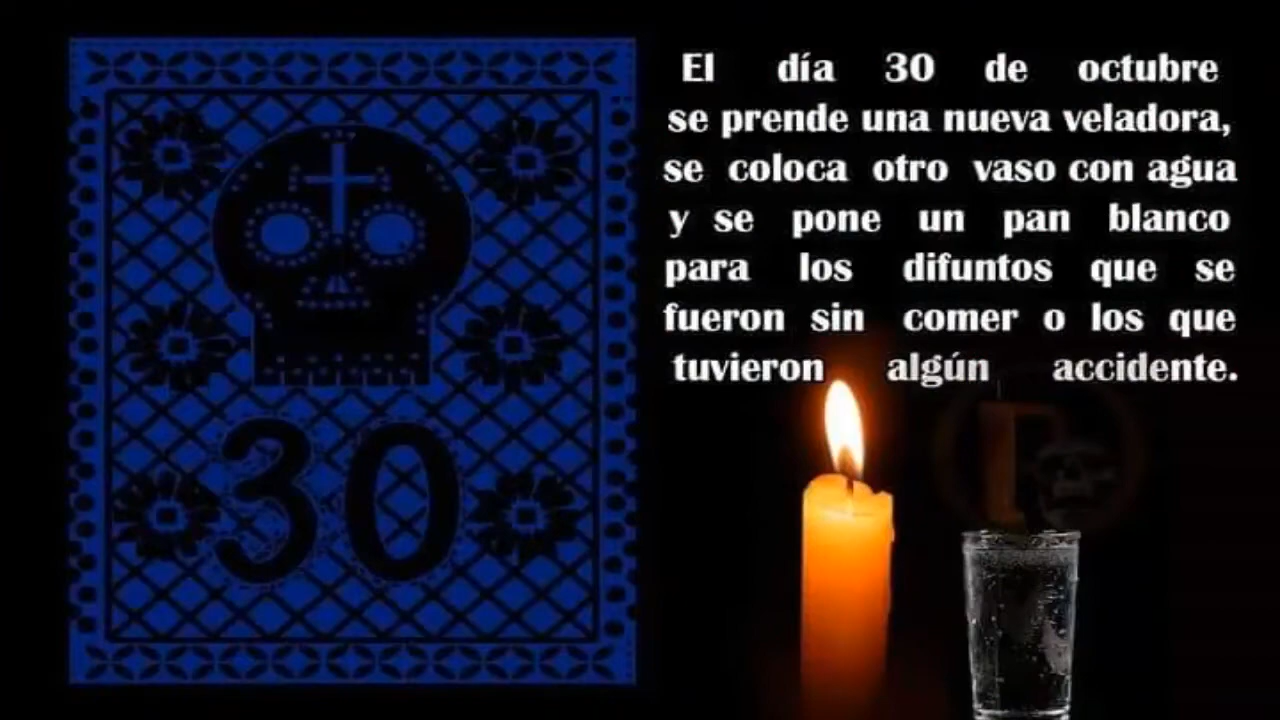 El día 30 de octubre
se prende una nueva veladora,
se coloca otro vaso con agua
y se pone un pan blanco
para los difuntos que se
fueron sin comer o los que
tuvieron algún accidente.
30